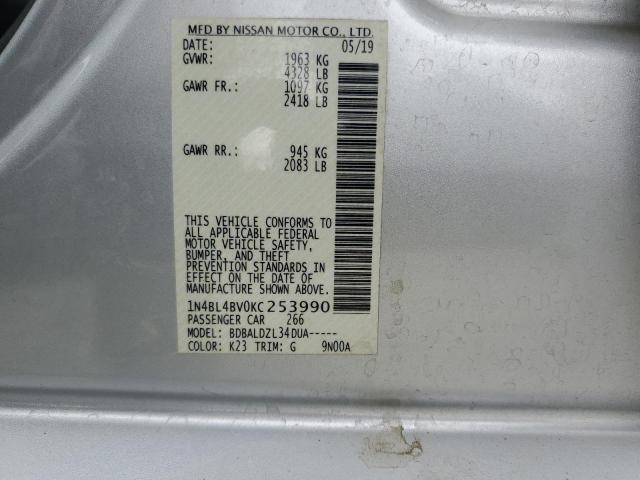 MFD BY NISSAN MOTOR CO., LTD.
DATE: 05/19
GVWR: 1963 KG
4328 LB
GAWR FR.: 1097 KG
2418 LB
GAWR RR.: 945 KG
2083 LB
THIS VEHICLE CONFORMS TO
ALL APPLICABLE FEDERAL
MOTOR VEHICLE SAFETY,
BUMPER, AND THEFT
PREVENTION STANDARDS IN
EFFECT ON THE DATE OF
MANUFACTURE SHOWN ABOVE.
1N4BL4BV0KC253990
PASSENGER CAR 266
MODEL: BDBALDZL34DUA-----
COLOR: K23 TRIM: G 9N00A